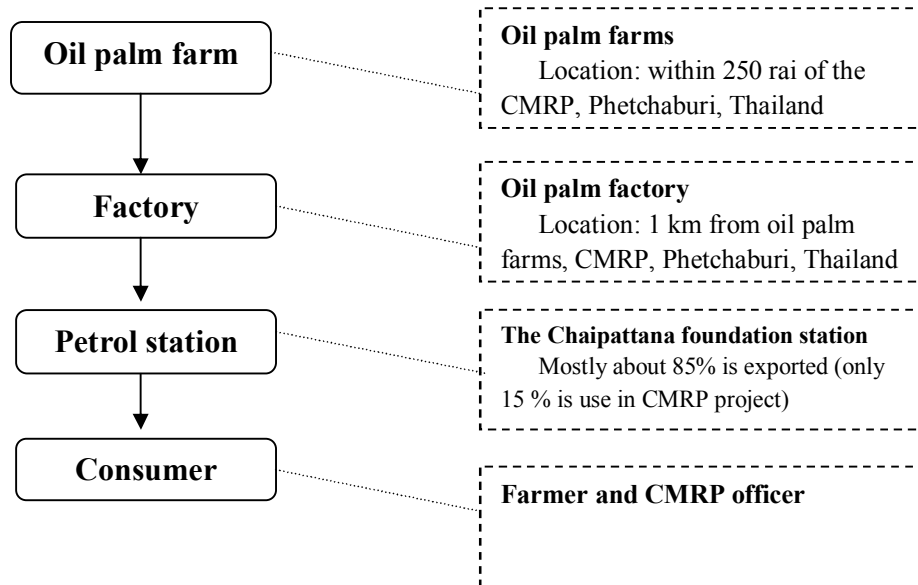 Oil palm farm
Oil palm farms
Location: within 250 rai of the
CMRP, Phetchaburi, Thailand
Factory
Oil palm factory
Location: 1 km from oil palm
farms, CMRP, Phetchaburi, Thailand
Petrol station
The Chaipattana foundation station
Mostly about 85% is exported (only
15 % is use in CMRP project)
Consumer
Farmer and CMRP officer